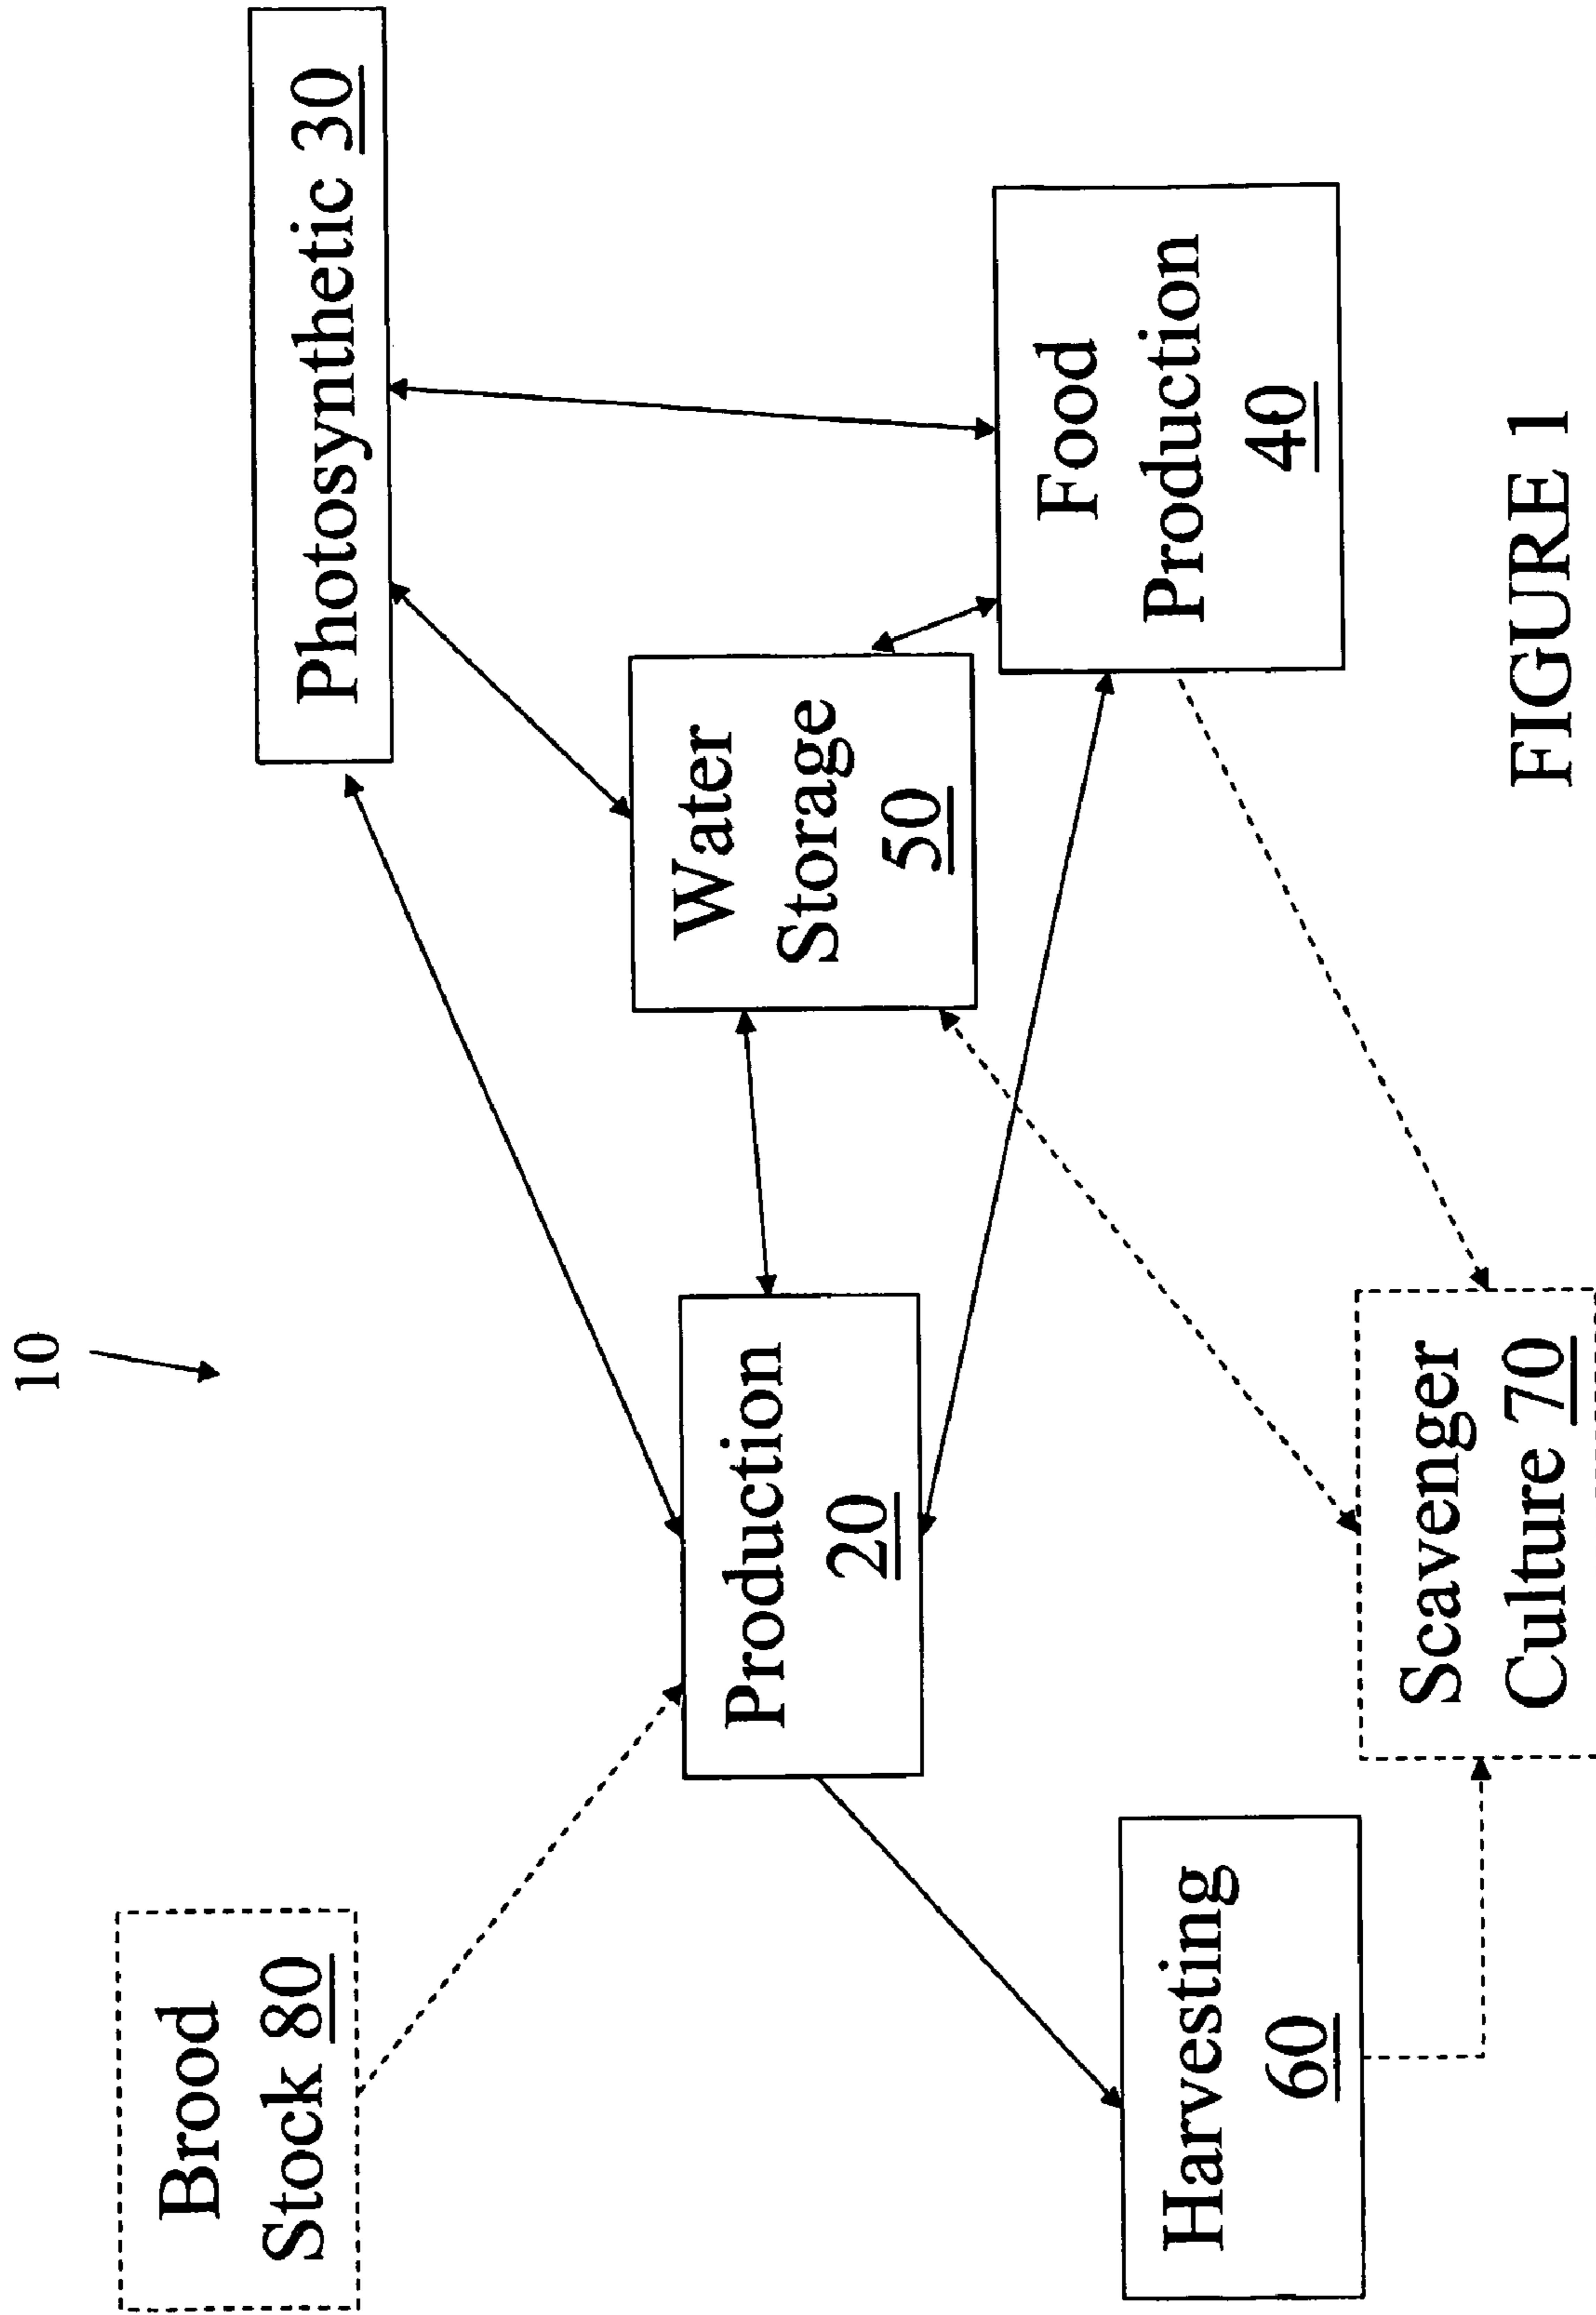 10
Brood
Stock 80
Photosynthetic 30
Production
20
Water
Storage
50
Food
Production
40
Harvesting
60
Scavenger
Culture 70
FIGURE 1